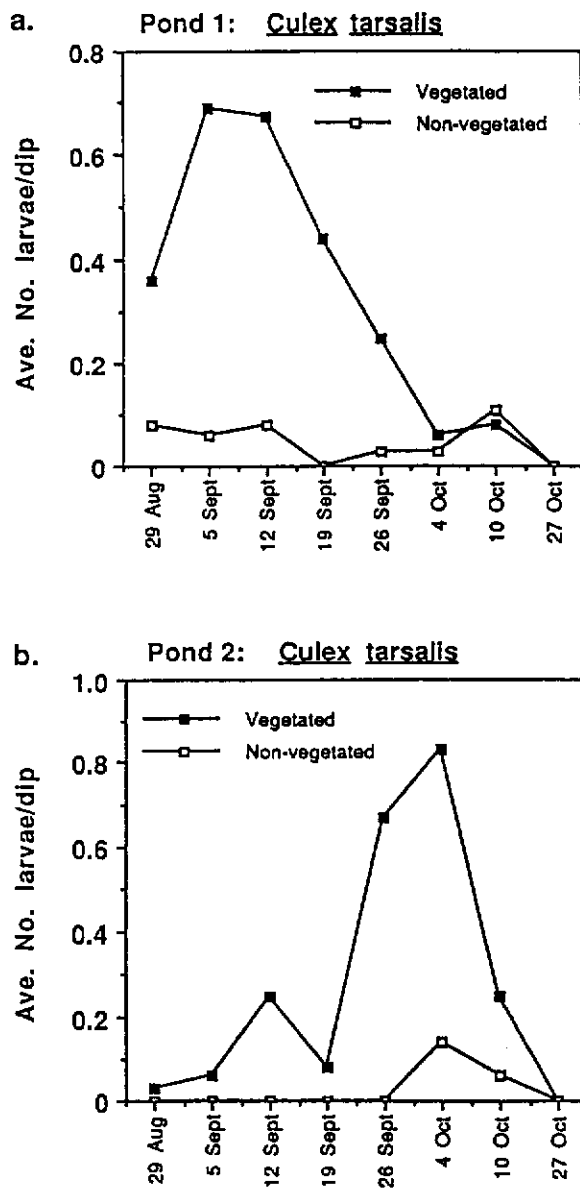 a. Pond 1: Culex tarsalis
0.8
Vegetated
Non-vegetated
0.6
0.4
0.2
0
Ave. No. larvae/dip
29 Aug
5 Sept
12 Sept
19 Sept
26 Sept
4 Oct
10 Oct
27 Oct
b. Pond 2: Culex tarsalis
1.0
Vegetated
Non-vegetated
0.8
0.6
0.4
0.2
0
Ave. No. larvae/dip
29 Aug
5 Sept
12 Sept
19 Sept
26 Sept
4 Oct
10 Oct
27 Oct